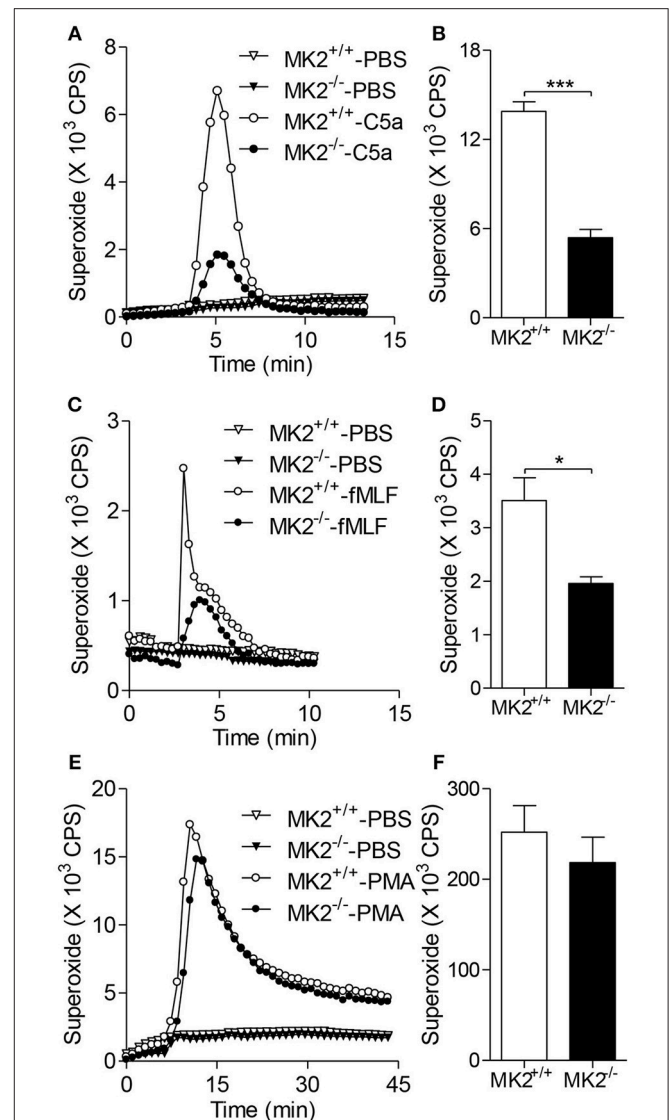 A
Superoxide (X 10³ CPS)
8
6
4
2
0
0 5 10 15
Time (min)
MK2+/+-PBS
MK2-/--PBS
MK2+/+-C5a
MK2-/--C5a
B
Superoxide (X 10³ CPS)
18
12
6
0
***
MK2+/+ MK2-/-
C
Superoxide (X 10³ CPS)
3
2
1
0
0 5 10 15
Time (min)
MK2+/+-PBS
MK2-/--PBS
MK2+/+-fMLF
MK2-/--fMLF
D
Superoxide (X 10³ CPS)
5
4
3
2
1
0
*
MK2+/+ MK2-/-
E
Superoxide (X 10³ CPS)
20
15
10
5
0
0 15 30 45
Time (min)
MK2+/+-PBS
MK2-/--PBS
MK2+/+-PMA
MK2-/--PMA
F
Superoxide (X 10³ CPS)
300
200
100
0
MK2+/+ MK2-/-